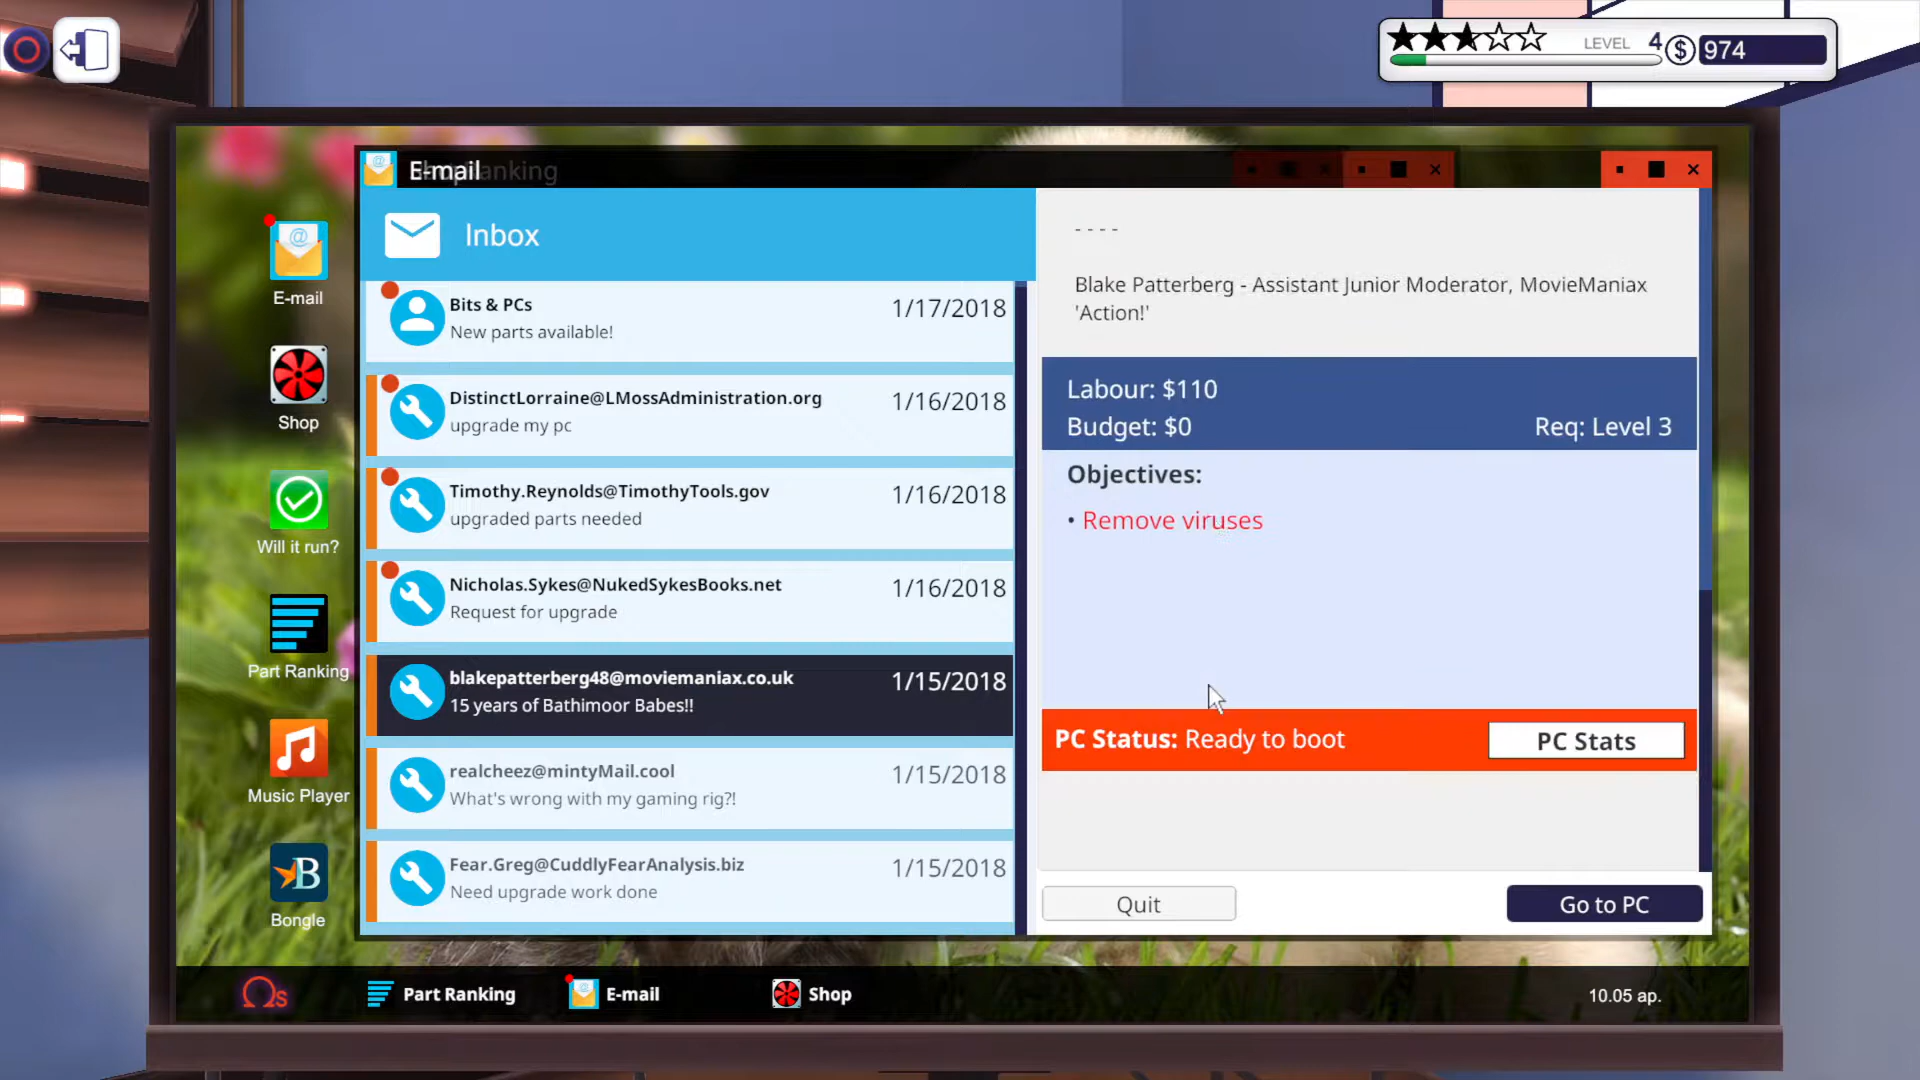 LEVEL 4 $ 974
E-mail
Inbox
Bits & PCs
1/17/2018
New parts available!
DistinctLorraine@LMossAdministration.org
1/16/2018
upgrade my pc
Timothy.Reynolds@TimothyTools.gov
1/16/2018
upgraded parts needed
Nicholas.Sykes@NukedSykesBooks.net
1/16/2018
Request for upgrade
blakepatterberg48@moviemaniax.co.uk
1/15/2018
15 years of Bathimoor Babes!!
realcheez@mintyMail.cool
1/15/2018
What's wrong with my gaming rig?!
Fear.Greg@CuddlyFearAnalysis.biz
1/15/2018
Need upgrade work done
- - - -
Blake Patterberg - Assistant Junior Moderator, MovieManiax
'Action!'
Labour: $110
Budget: $0
Req: Level 3
Objectives:
• Remove viruses
PC Status: Ready to boot
PC Stats
Quit
Go to PC
E-mail
Shop
Will it run?
Part Ranking
Music Player
B
Bongle
Ωs
Part Ranking
E-mail
Shop
10.05 ap.